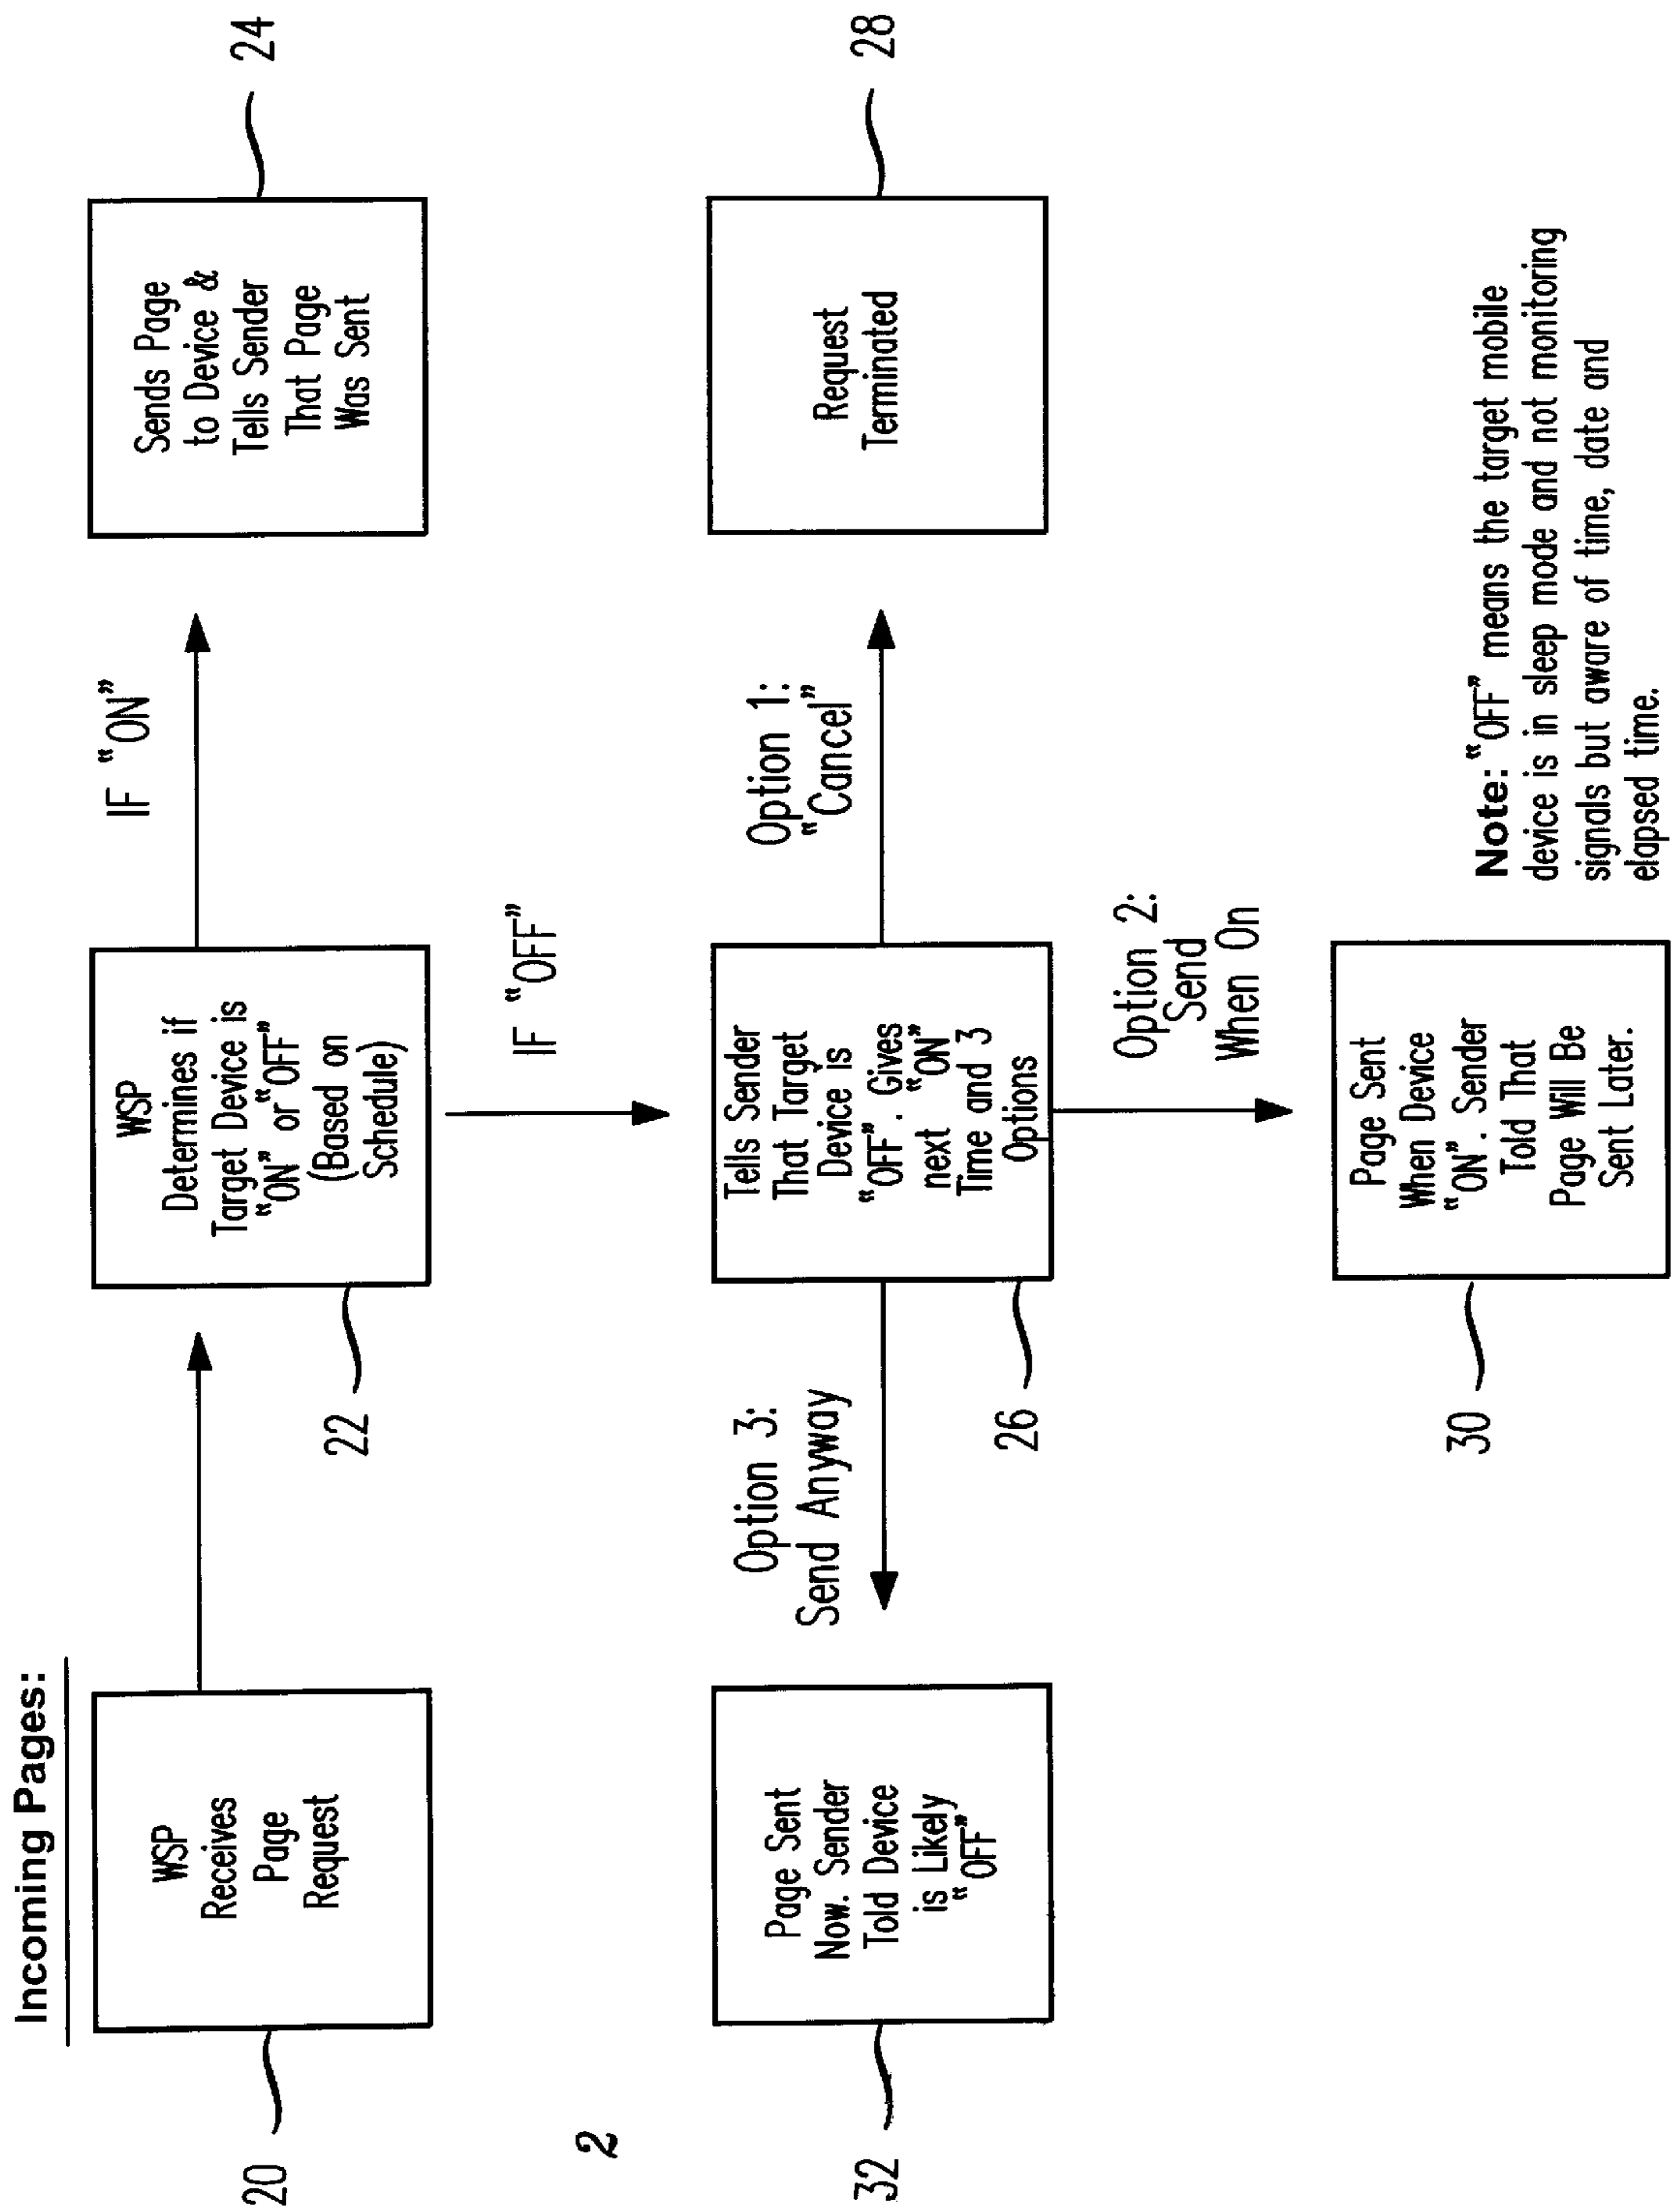 Incoming Pages:
WSP
Receives
Page
Request
20
WSP
Determines if
Target Device is
"ON" or "OFF"
(Based on
Schedule)
22
IF "ON"
Sends Page
to Device &
Tells Sender
That Page
Was Sent
24
IF "OFF"
2
Page Sent
Now. Sender
Told Device
is Likely
"OFF"
32
Option 3:
Send Anyway
Tells Sender
That Target
Device is
"OFF". Gives
next "ON"
Time and 3
Options
26
Option 1:
"Cancel"
Request
Terminated
28
Option 2:
Send
When On
Page Sent
When Device
"ON". Sender
Told That
Page Will Be
Sent Later.
30
Note: "OFF" means the target mobile
device is in sleep mode and not monitoring
signals but aware of time, date and
elapsed time.